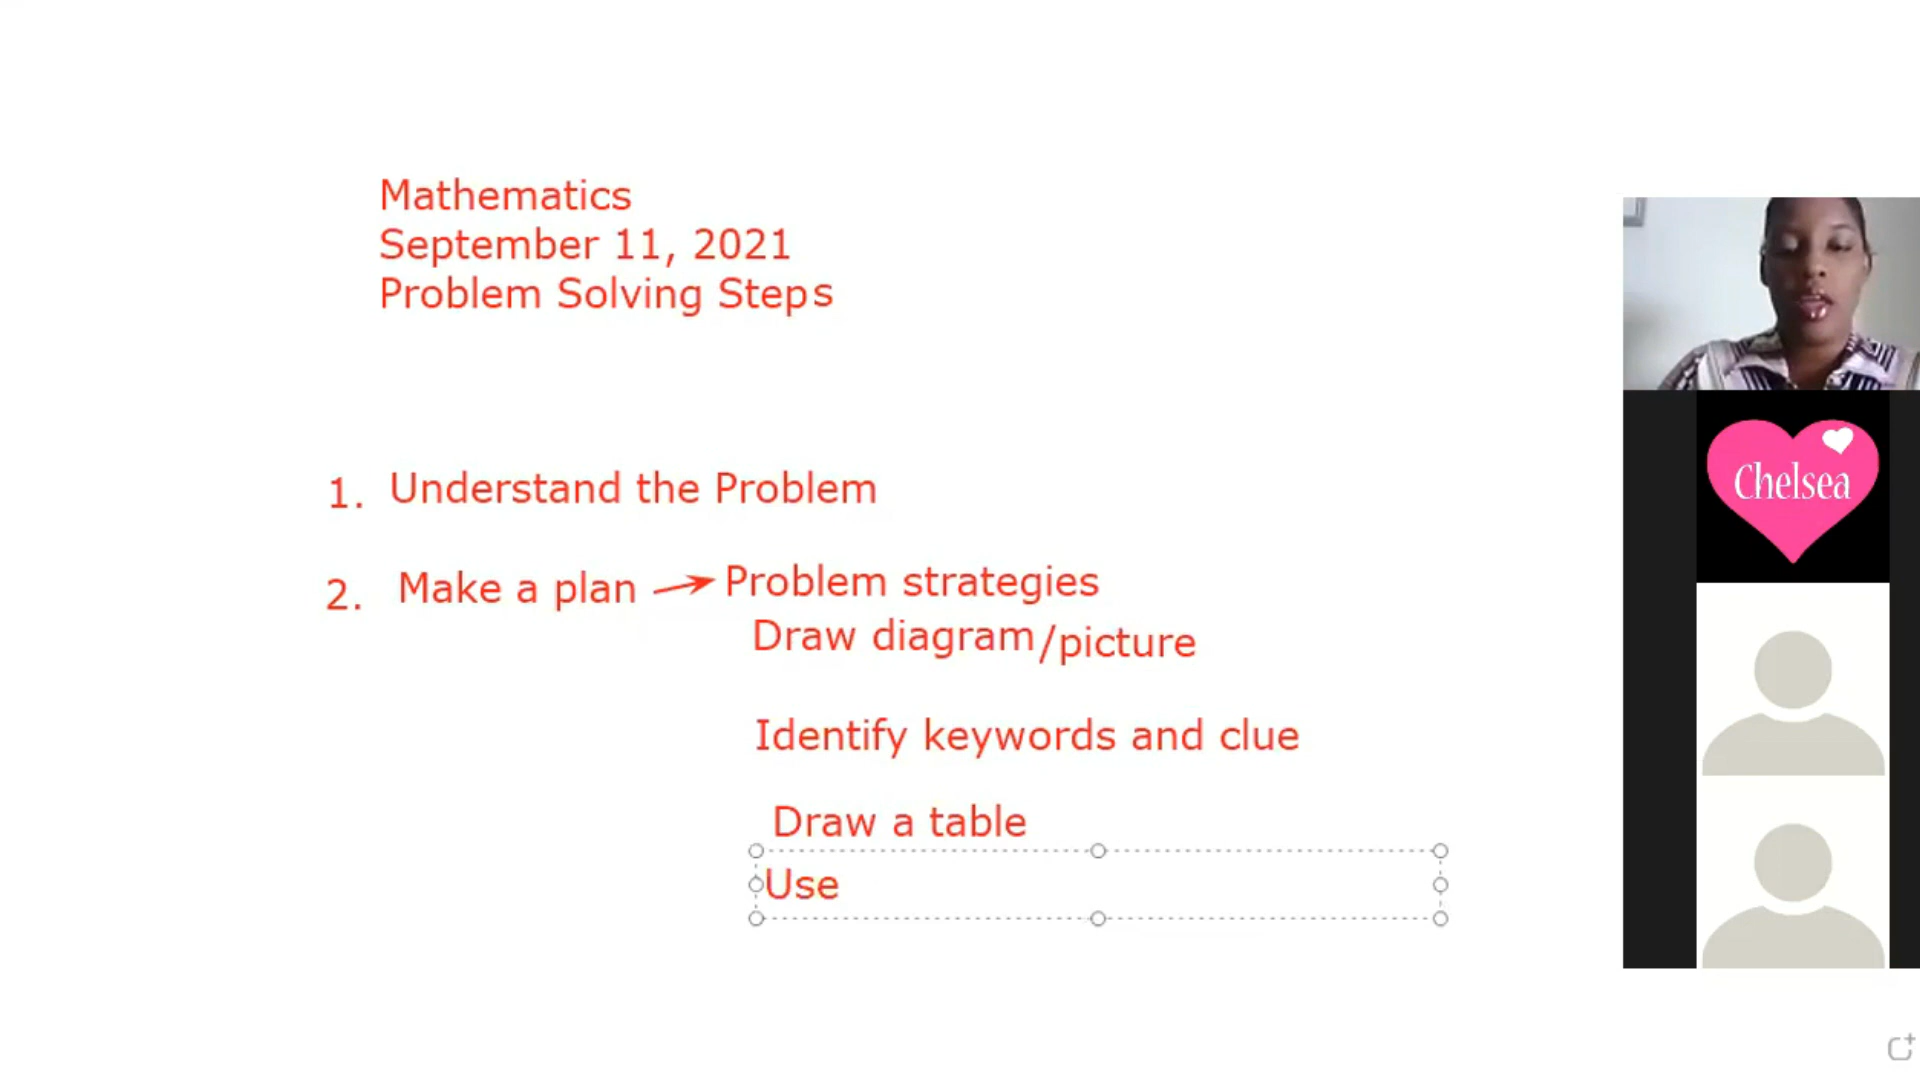 Mathematics
September 11, 2021
Problem Solving Steps
1. Understand the Problem
2. Make a plan → Problem strategies
Draw diagram/picture
Identify keywords and clue
Draw a table
Use
Chelsea